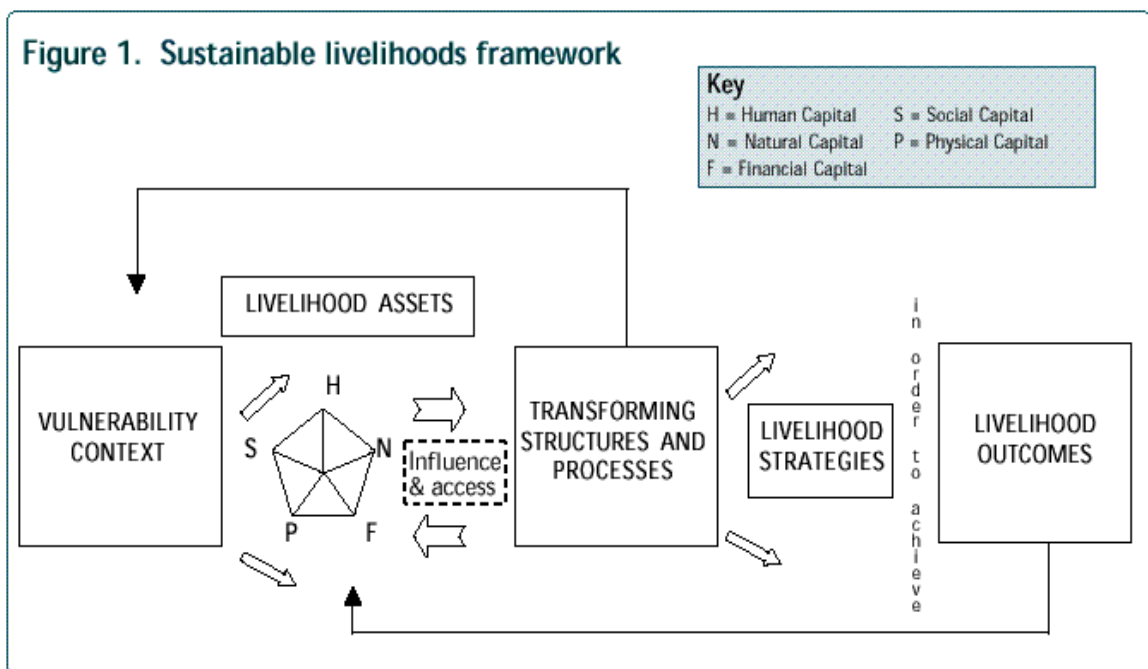 Figure 1. Sustainable livelihoods framework
Key
H = Human Capital S = Social Capital
N = Natural Capital P = Physical Capital
F = Financial Capital
LIVELIHOOD ASSETS
VULNERABILITY
CONTEXT
H
S
N
P
F
Influence
& access
TRANSFORMING
STRUCTURES AND
PROCESSES
LIVELIHOOD
STRATEGIES
in order to achieve
LIVELIHOOD
OUTCOMES